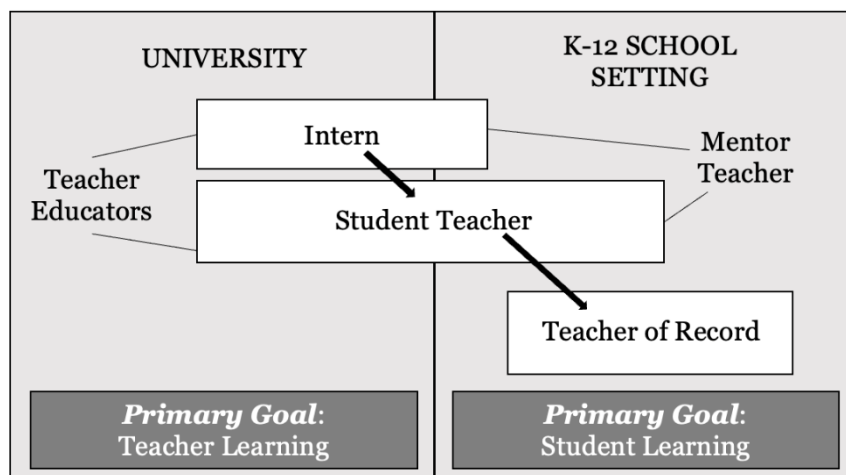 UNIVERSITY
K-12 SCHOOL
SETTING
Intern
Teacher
Educators
Mentor
Teacher
Student Teacher
Teacher of Record
Primary Goal:
Teacher Learning
Primary Goal:
Student Learning